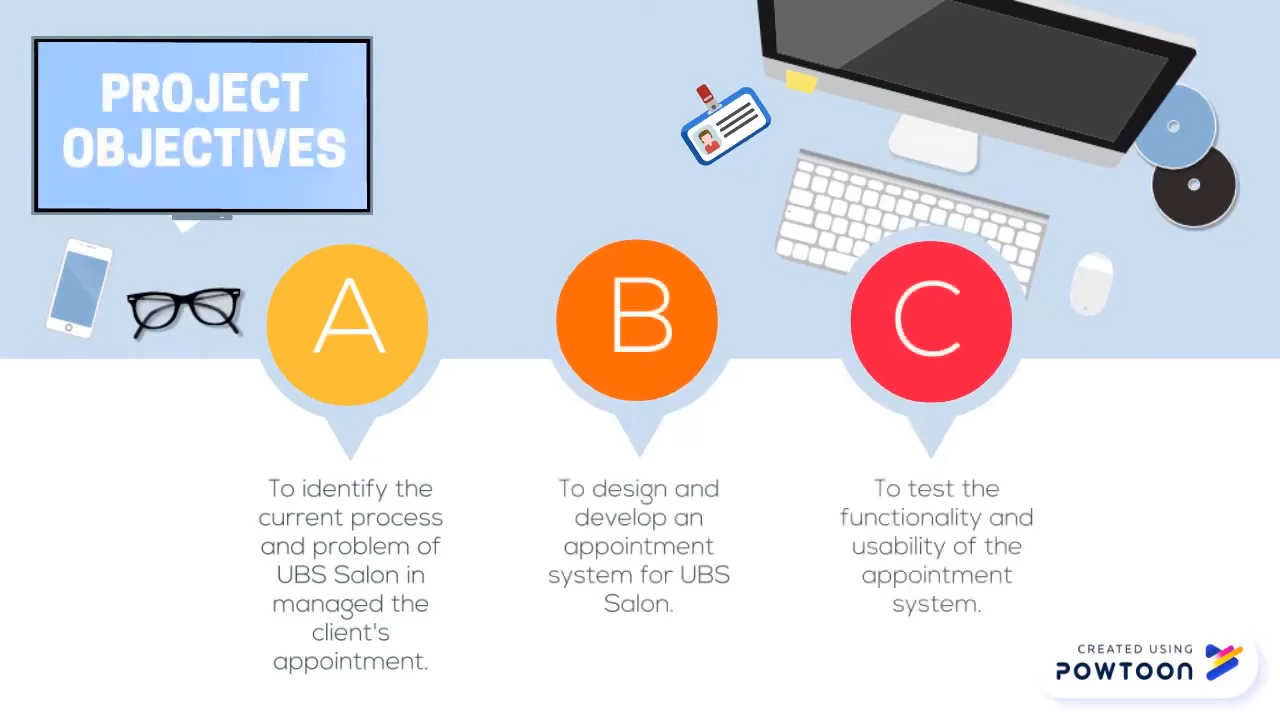 PROJECT
OBJECTIVES
A
To identify the
current process
and problem of
UBS Salon in
managed the
client's
appointment.
B
To design and
develop an
appointment
system for UBS
Salon.
C
To test the
functionality and
usability of the
appointment
system.
CREATED USING
POWTOON